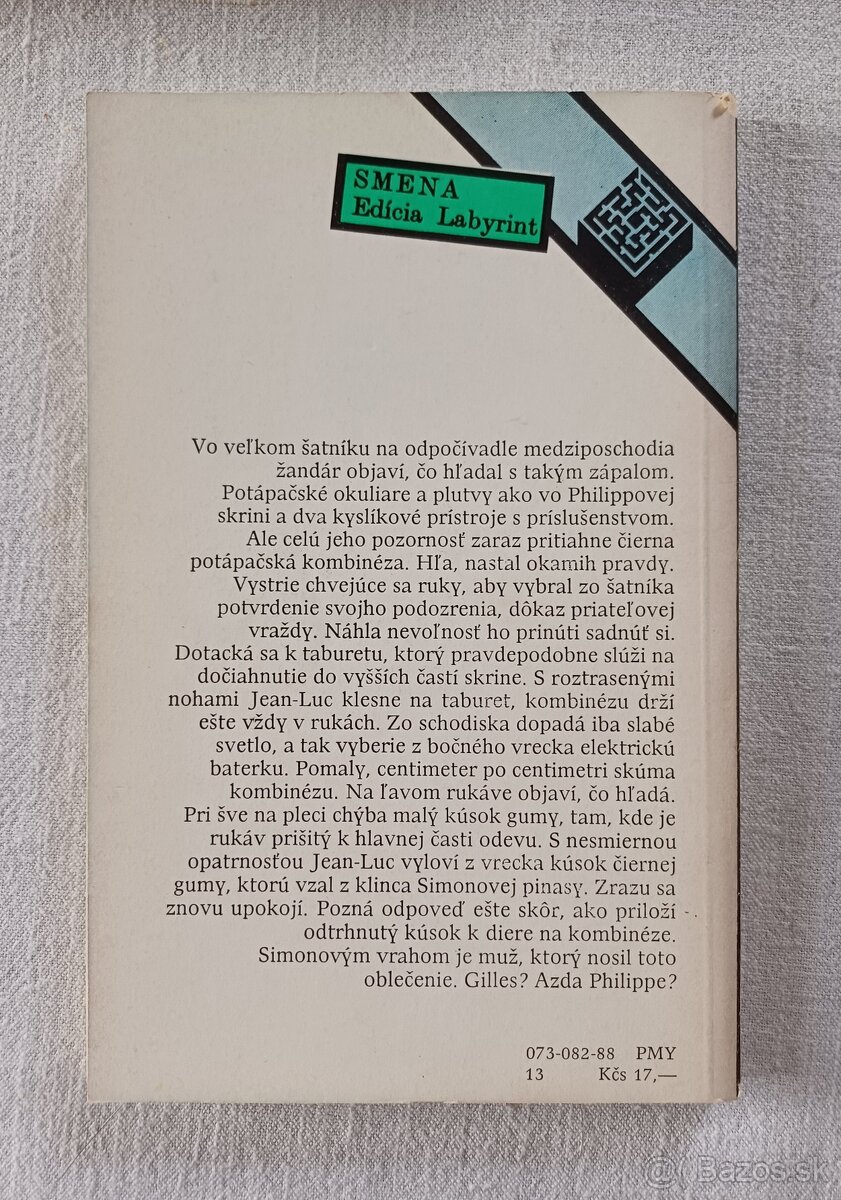 SMENA
Edícia Labyrint
Vo veľkom šatníku na odpočívadle medziposchodia
žandár objaví, čo hľadal s takým zápalom.
Potápačské okuliare a plutvy ako vo Philippovej
skrini a dva kyslíkové prístroje s príslušenstvom.
Ale celú jeho pozornosť zaraz pritiahne čierna
potápačská kombinéza. Hľa, nastal okamih pravdy.
Vystrie chvejúce sa ruky, aby vybral zo šatníka
potvrdenie svojho podozrenia, dôkaz priateľovej
vraždy. Náhla nevoľnosť ho prinúti sadnúť si.
Dotacká sa k taburetu, ktorý pravdepodobne slúži na
dočiahnutie do vyšších častí skrine. S roztrasenými
nohami Jean-Luc klesne na taburet, kombinézu drží
ešte vždy v rukách. Zo schodiska dopadá iba slabé
svetlo, a tak vyberie z bočného vrecka elektrickú
baterku. Pomaly, centimeter po centimetri skúma
kombinézu. Na ľavom rukáve objaví, čo hľadá.
Pri šve na pleci chýba malý kúsok gumy, tam, kde je
rukáv prišitý k hlavnej časti odevu. S nesmiernou
opatrnosťou Jean-Luc vyloví z vrecka kúsok čiernej
gumy, ktorú vzal z klinca Simonovej pinasy. Zrazu sa
znovu upokojí. Pozná odpoveď ešte skôr, ako priloží
odtrhnutý kúsok k diere na kombinéze.
Simonovým vrahom je muž, ktorý nosil toto
oblečenie. Gilles? Azda Philippe?
073-082-88 PMY
13 Kčs 17,—
@ Bazos.sk